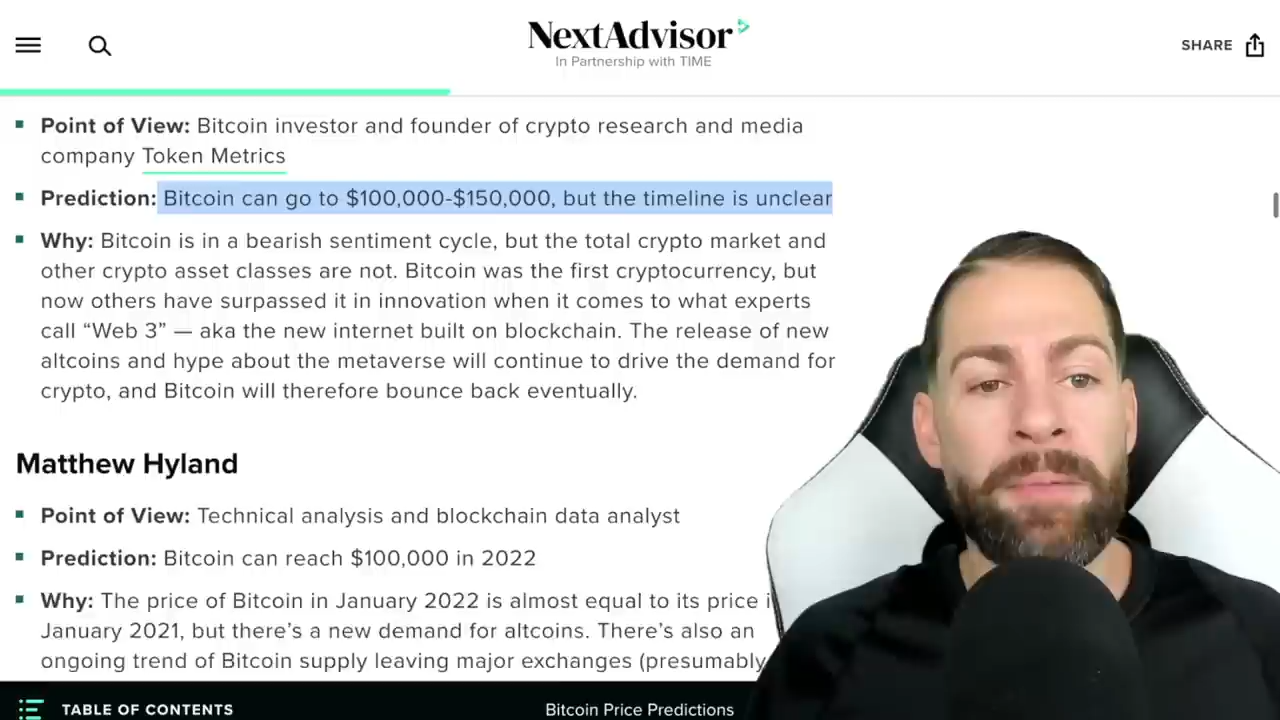 NextAdvisor
In Partnership with TIME
SHARE
Point of View: Bitcoin investor and founder of crypto research and media
company Token Metrics
Prediction: Bitcoin can go to $100,000-$150,000, but the timeline is unclear
Why: Bitcoin is in a bearish sentiment cycle, but the total crypto market and
other crypto asset classes are not. Bitcoin was the first cryptocurrency, but
now others have surpassed it in innovation when it comes to what experts
call “Web 3” — aka the new internet built on blockchain. The release of new
altcoins and hype about the metaverse will continue to drive the demand for
crypto, and Bitcoin will therefore bounce back eventually.
Matthew Hyland
Point of View: Technical analysis and blockchain data analyst
Prediction: Bitcoin can reach $100,000 in 2022
Why: The price of Bitcoin in January 2022 is almost equal to its price
January 2021, but there’s a new demand for altcoins. There’s also an
ongoing trend of Bitcoin supply leaving major exchanges (presumably
TABLE OF CONTENTS
Bitcoin Price Predictions